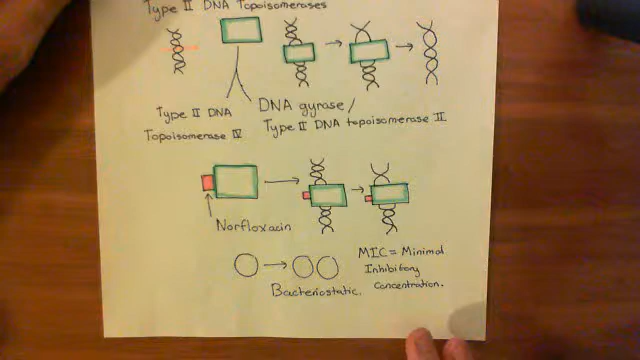 Type II DNA Topoisomerases
Type II DNA
Topoisomerase IV
DNA gyrase/
Type II DNA topoisomerase II
Norfloxacin
MIC = Minimal
Inhibitory
Concentration.
Bacteriostatic.